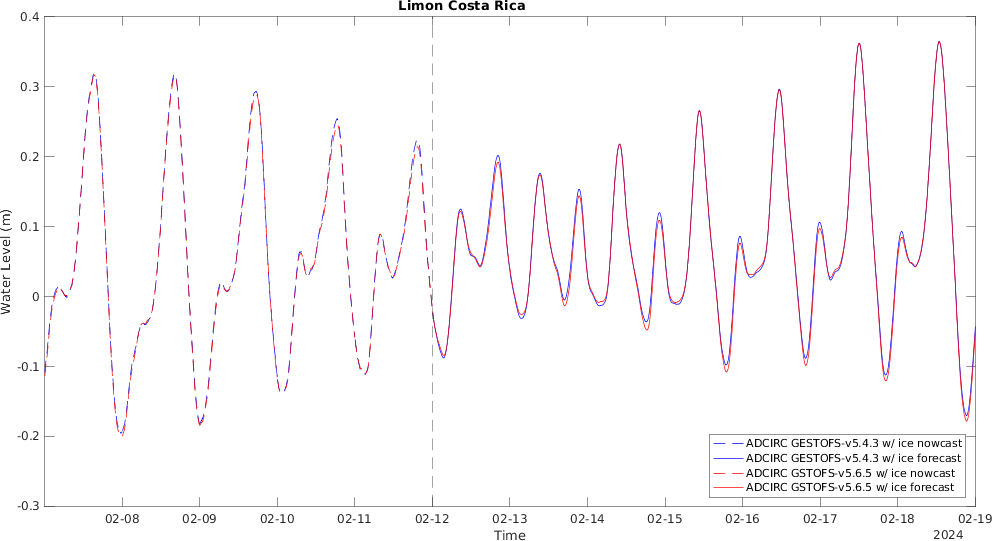 Limon Costa Rica
0.4
0.3
0.2
0.1
0
-0.1
-0.2
-0.3
Water Level (m)
ADCIRC GESTOFS-v5.4.3 w/ ice nowcast
ADCIRC GESTOFS-v5.4.3 w/ ice forecast
ADCIRC GSTOFS-v5.6.5 w/ ice nowcast
ADCIRC GSTOFS-v5.6.5 w/ ice forecast
02-08 02-09 02-10 02-11 02-12 02-13 02-14 02-15 02-16 02-17 02-18 02-19
Time
2024